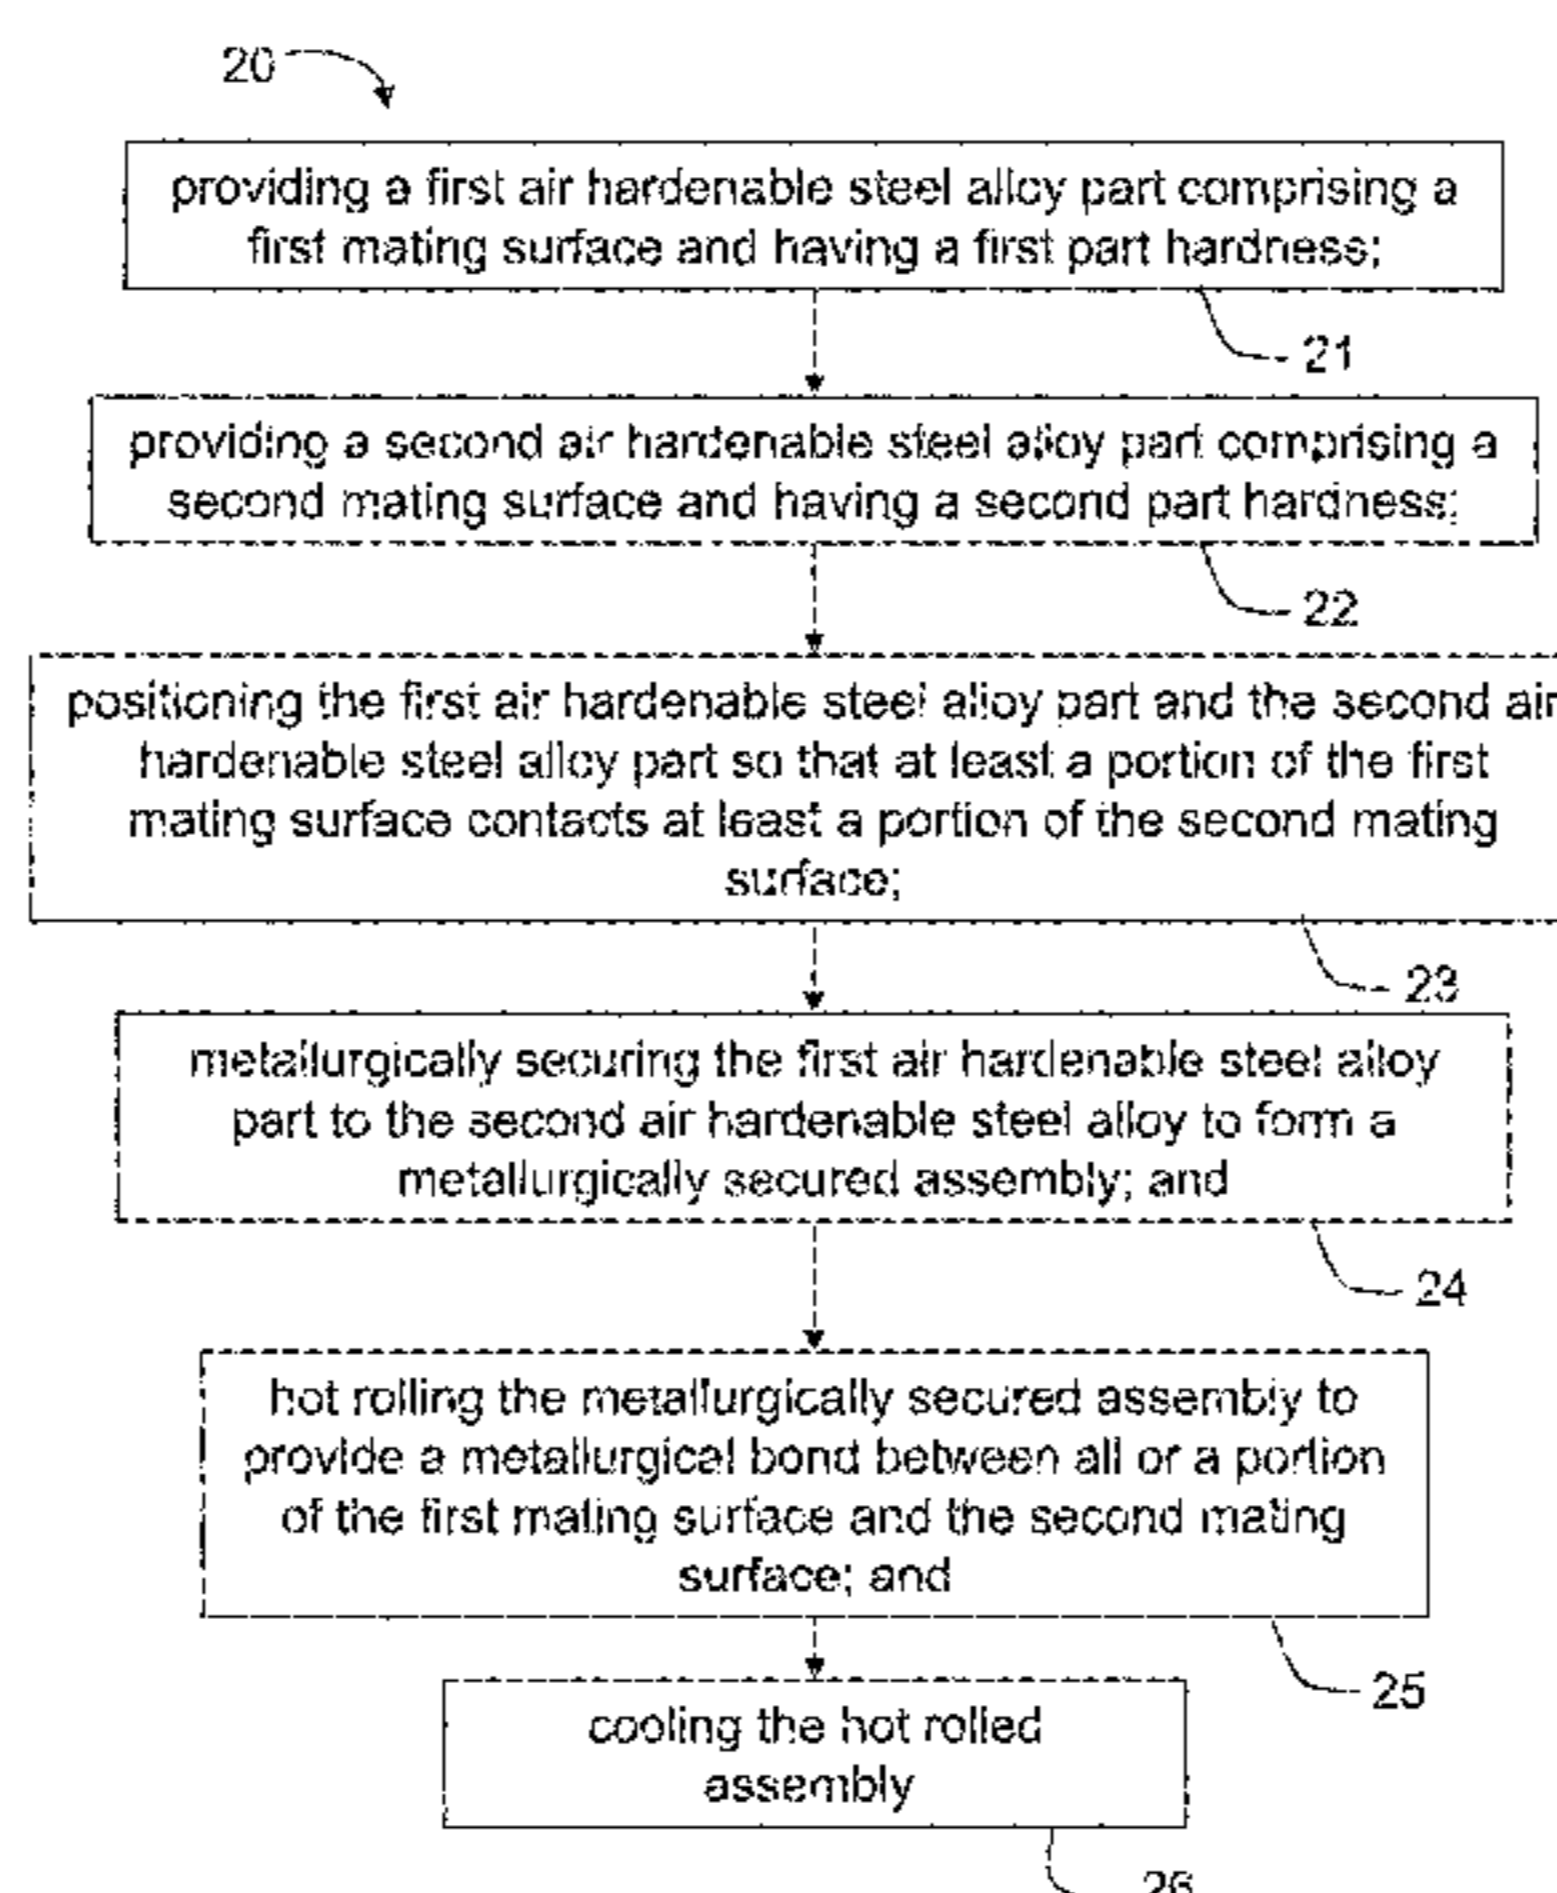 20
providing a first air hardenable steel alloy part comprising a
first mating surface and having a first part hardness;
21
providing a second air hardenable steel alloy part comprising a
second mating surface and having a second part hardness;
22
positioning the first air hardenable steel alloy part and the second air
hardenable steel alloy part so that at least a portion of the first
mating surface contacts at least a portion of the second mating
surface;
23
metallurgically securing the first air hardenable steel alloy
part to the second air hardenable steel alloy to form a
metallurgically secured assembly; and
24
hot rolling the metallurgically secured assembly to
provide a metallurgical bond between all or a portion
of the first mating surface and the second mating
surface; and
25
cooling the hot rolled
assembly
26